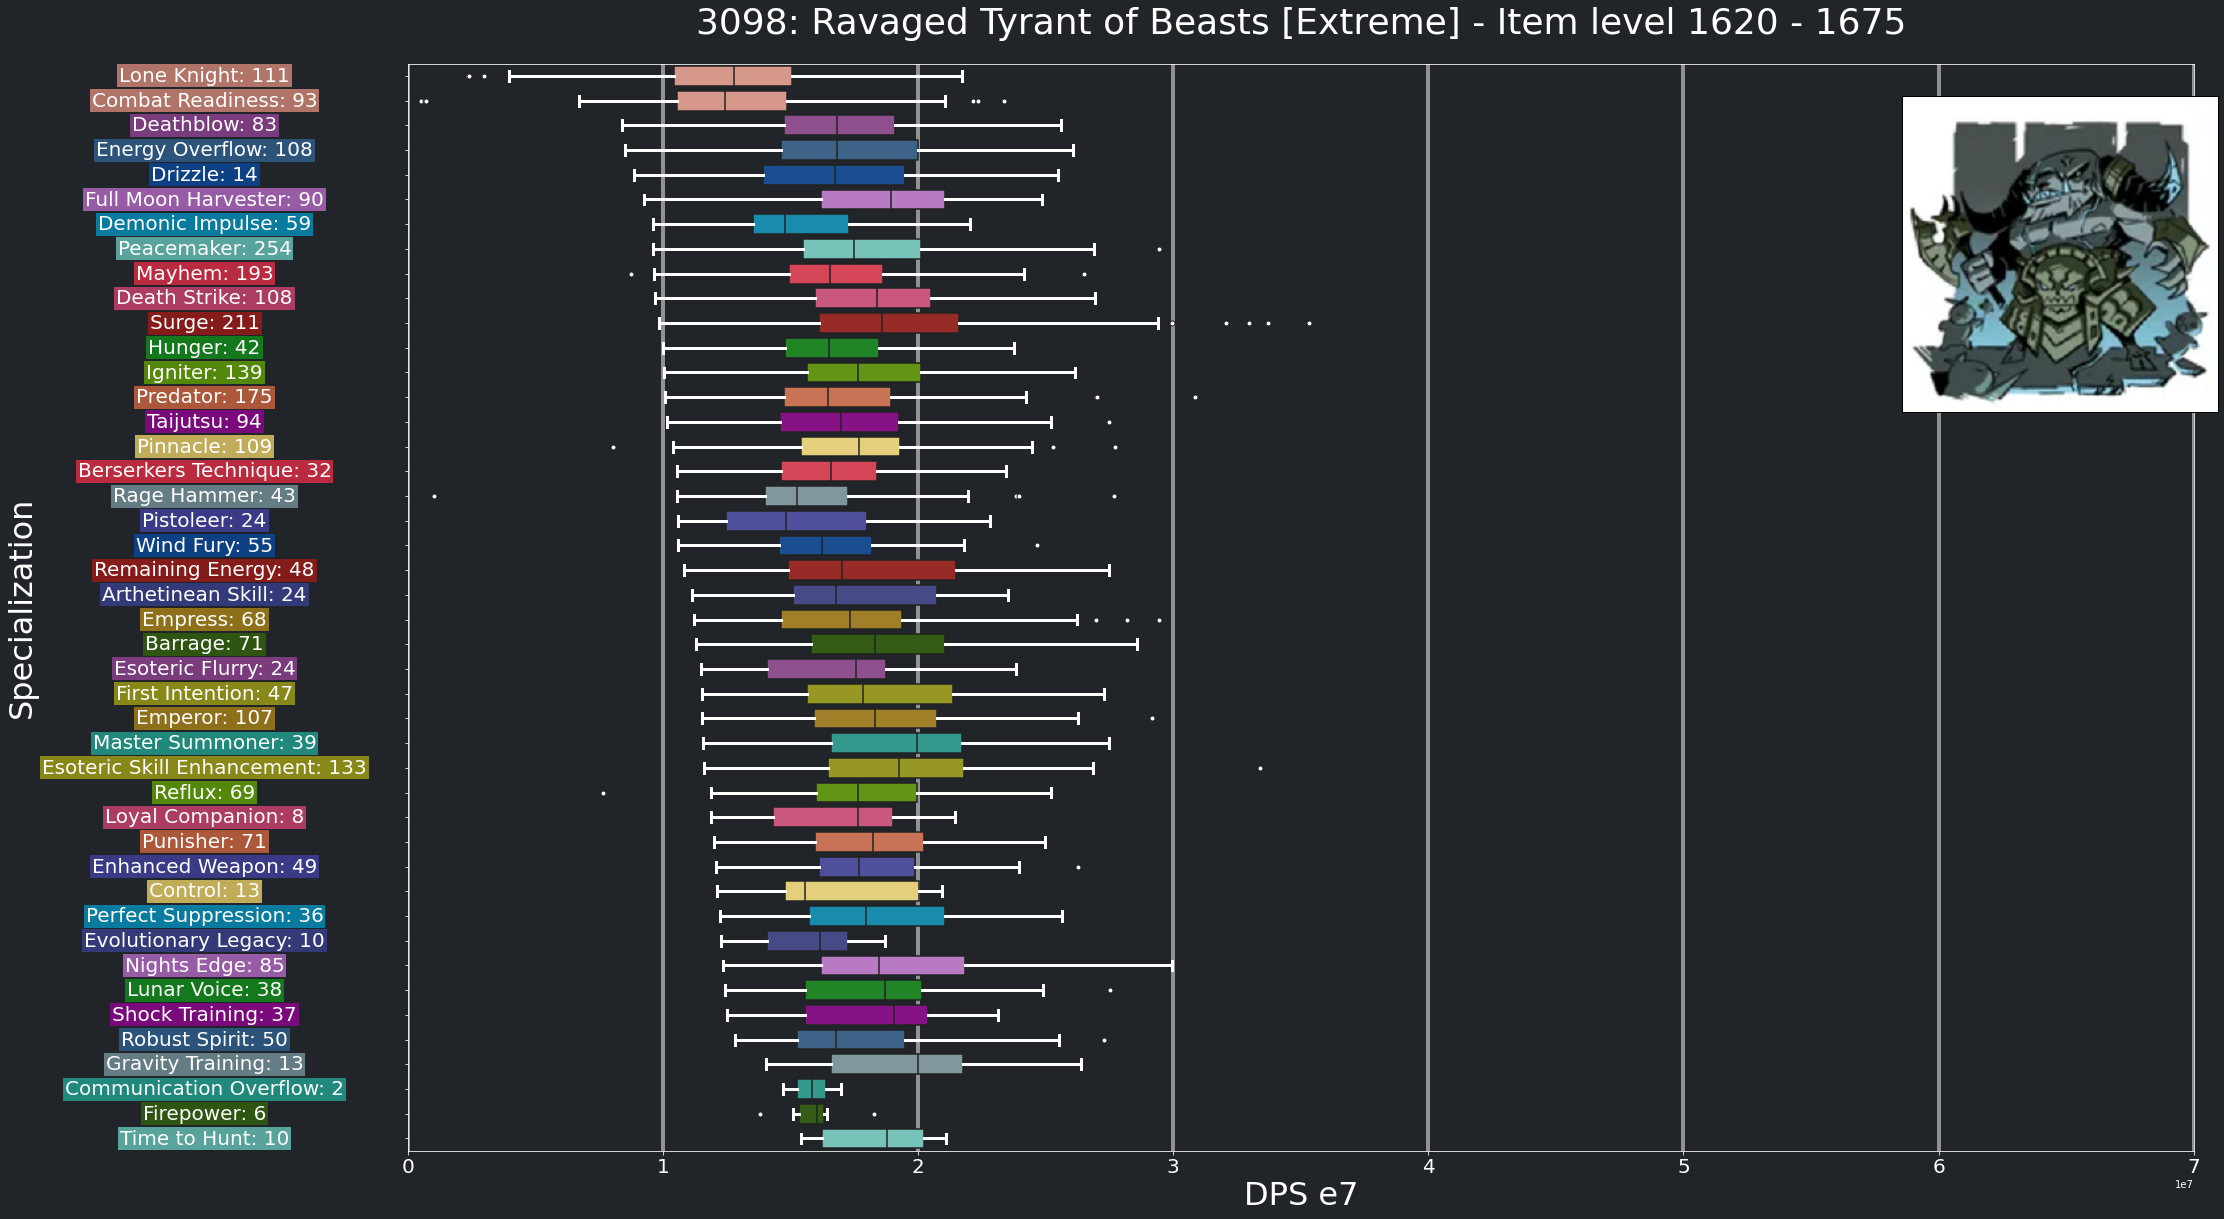 3098: Ravaged Tyrant of Beasts [Extreme] - Item level 1620 - 1675
Specialization
Lone Knight: 111
Combat Readiness: 93
Deathblow: 83
Energy Overflow: 108
Drizzle: 14
Full Moon Harvester: 90
Demonic Impulse: 59
Peacemaker: 254
Mayhem: 193
Death Strike: 108
Surge: 211
Hunger: 42
Igniter: 139
Predator: 175
Taijutsu: 94
Pinnacle: 109
Berserkers Technique: 32
Rage Hammer: 43
Pistoleer: 24
Wind Fury: 55
Remaining Energy: 48
Arthetinean Skill: 24
Empress: 68
Barrage: 71
Esoteric Flurry: 24
First Intention: 47
Emperor: 107
Master Summoner: 39
Esoteric Skill Enhancement: 133
Reflux: 69
Loyal Companion: 8
Punisher: 71
Enhanced Weapon: 49
Control: 13
Perfect Suppression: 36
Evolutionary Legacy: 10
Nights Edge: 85
Lunar Voice: 38
Shock Training: 37
Robust Spirit: 50
Gravity Training: 13
Communication Overflow: 2
Firepower: 6
Time to Hunt: 10
0 1 2 3 4 5 6 7
1e7
DPS e7